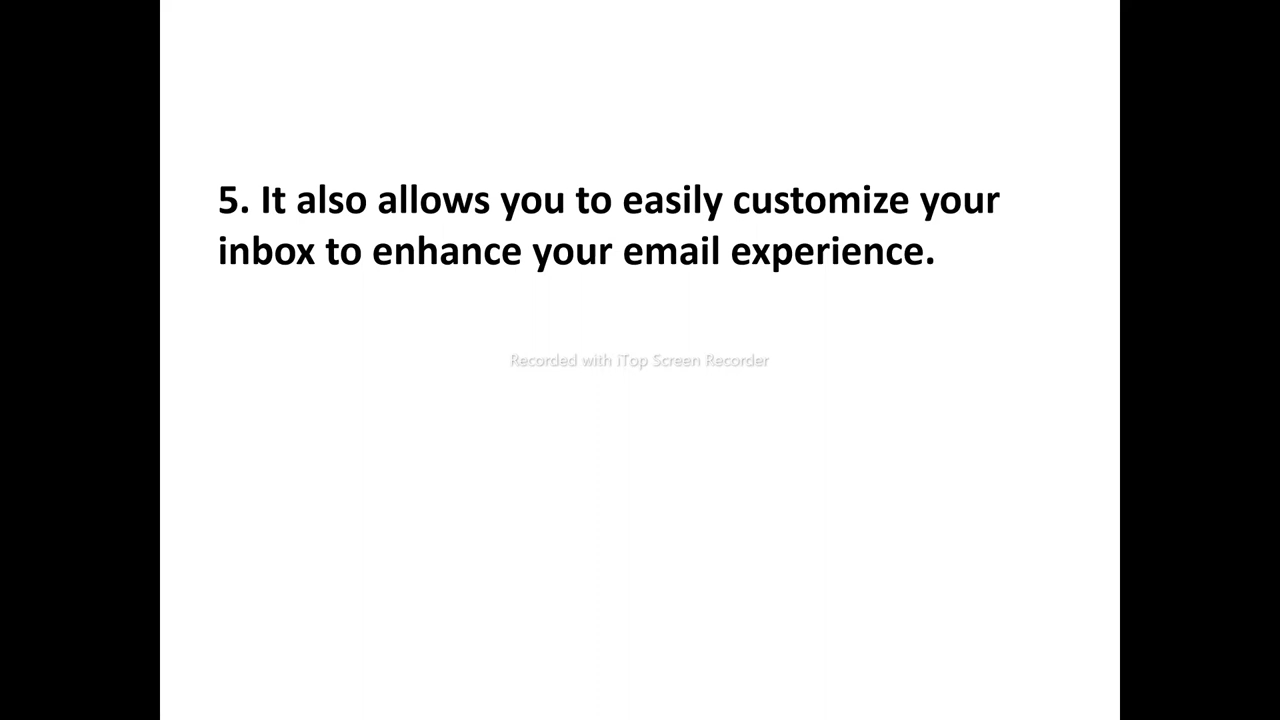 5. It also allows you to easily customize your
inbox to enhance your email experience.
Recorded with iTop Screen Recorder